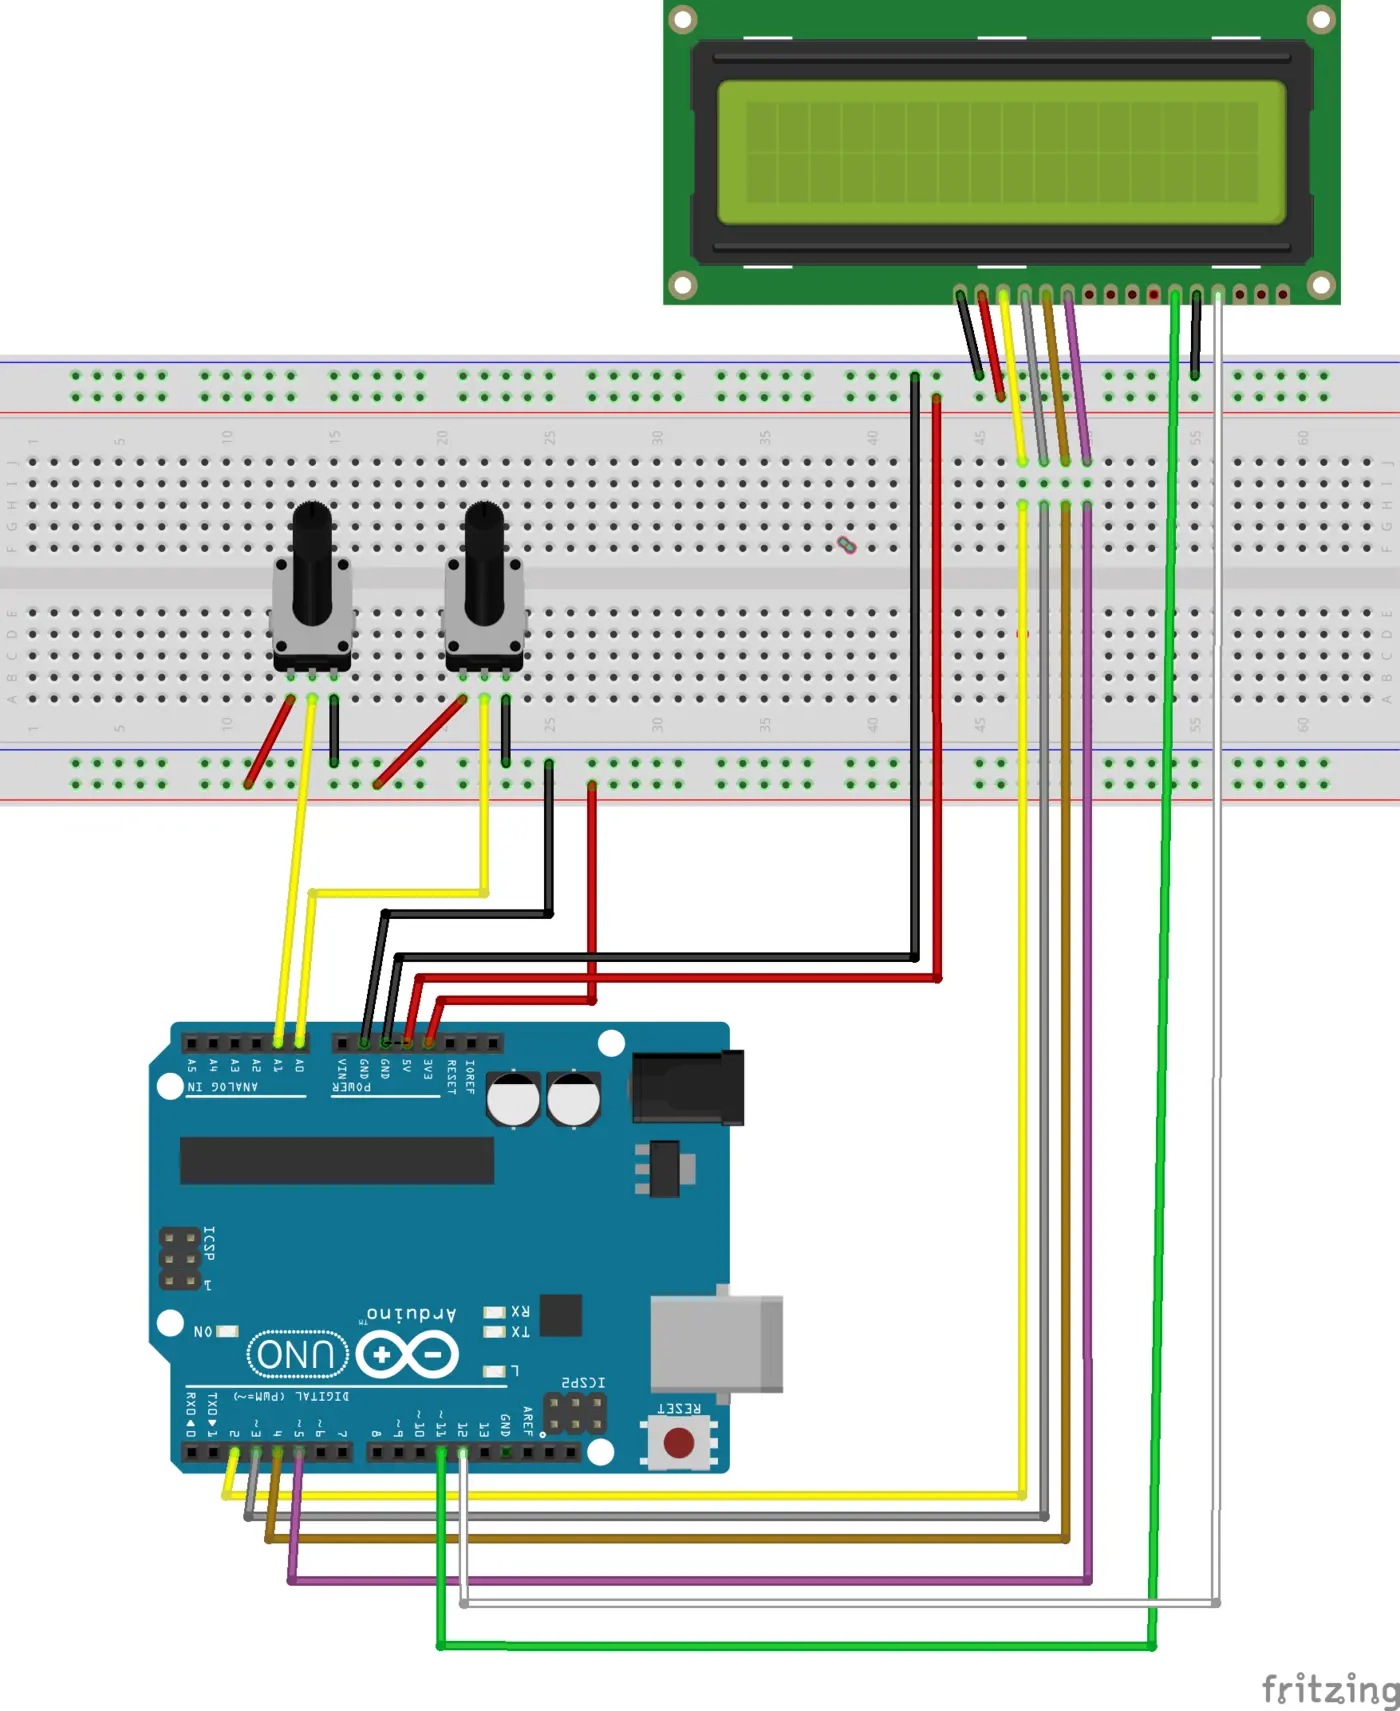 1 5 10 15 20 25 30 35 40 45 50 55 60
J J
I I
H H
G G
F F
E E
D D
C C
B B
A A
1 5 10 15 20 25 30 35 40 45 50 55 60
A5 A4 A3 A2 A1 A0 VIN GND GND 5V 3V3 RESET IOREF
ANALOG IN POWER
ICSP
1
Arduino
TM
ON UNO RX
TX
L
ICSP2
DIGITAL (PWM=~)
RX0 TX0 RESET
0 1 2 ~3 4 ~5 ~6 7 8 ~9 ~10 ~11 12 13 GND AREF
fritzing